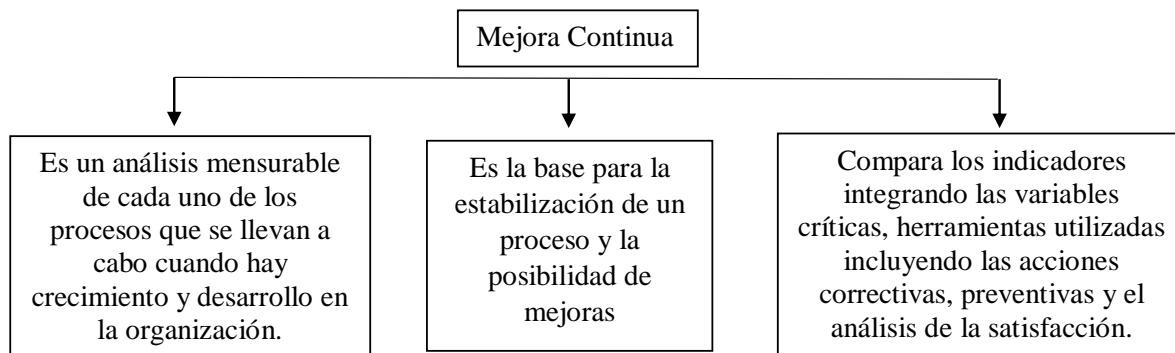 Mejora Continua
Es un análisis mensurable
de cada uno de los
procesos que se llevan a
cabo cuando hay
crecimiento y desarrollo en
la organización.
Es la base para la
estabilización de un
proceso y la
posibilidad de
mejoras
Compara los indicadores
integrando las variables
críticas, herramientas utilizadas
incluyendo las acciones
correctivas, preventivas y el
análisis de la satisfacción.